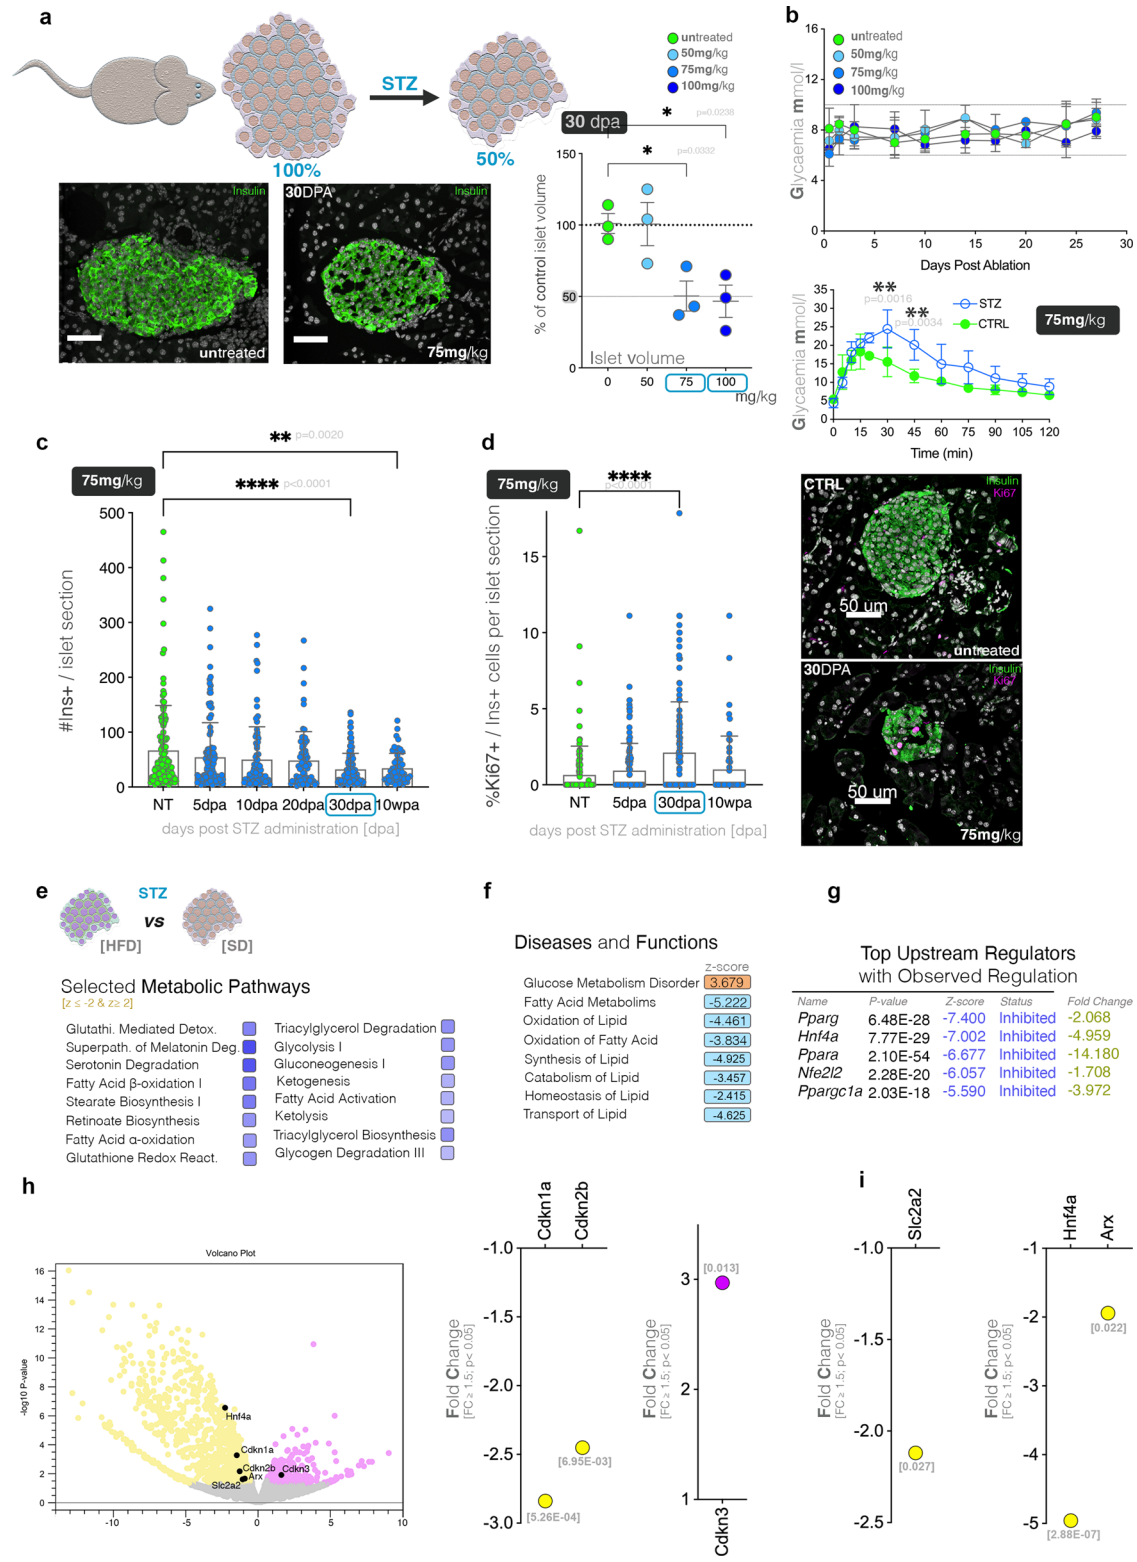 a
STZ
100%
50%
untreated
50mg/kg
75mg/kg
100mg/kg
30 dpa
*
p=0.0238
*
p=0.0332
150
100
50
0
% of control islet volume
Islet volume
0
50
75
100
mg/kg
Insulin
untreated
30DPA
Insulin
75mg/kg
b
16
12
8
4
0
Glycaemia mmol/l
untreated
50mg/kg
75mg/kg
100mg/kg
0
5
10
15
20
25
30
Days Post Ablation
35
30
25
20
15
10
5
0
Glycaemia mmol/l
**
p=0.0016
**
p=0.0034
STZ
CTRL
75mg/kg
0
15
30
45
60
75
90
105
120
Time (min)
c
75mg/kg
** p=0.0020
**** p<0.0001
500
400
300
200
100
0
#Ins+ / islet section
NT
5dpa
10dpa
20dpa
30dpa
10wpa
days post STZ administration [dpa]
d
75mg/kg
****
p<0.0001
15
10
5
0
%Ki67+ / Ins+ cells per islet section
NT
5dpa
30dpa
10wpa
days post STZ administration [dpa]
CTRL
Insulin
Ki67
50 um
untreated
30DPA
Insulin
Ki67
50 um
75mg/kg
e
STZ
vs
[HFD]
[SD]
Selected Metabolic Pathways
[z ≤ -2 & z≥ 2]
Glutathi. Mediated Detox.
Superpath. of Melatonin Deg.
Serotonin Degradation
Fatty Acid β-oxidation I
Stearate Biosynthesis I
Retinoate Biosynthesis
Fatty Acid α-oxidation
Glutathione Redox React.
Triacylglycerol Degradation
Glycolysis I
Gluconeogenesis I
Ketogenesis
Fatty Acid Activation
Ketolysis
Triacylglycerol Biosynthesis
Glycogen Degradation III
f
Diseases and Functions
z-score
Glucose Metabolism Disorder 3.679
Fatty Acid Metabolims -5.222
Oxidation of Lipid -4.461
Oxidation of Fatty Acid -3.834
Synthesis of Lipid -4.925
Catabolism of Lipid -3.457
Homeostasis of Lipid -2.415
Transport of Lipid -4.625
g
Top Upstream Regulators
with Observed Regulation
Name P-value Z-score Status Fold Change
Pparg 6.48E-28 -7.400 Inhibited -2.068
Hnf4a 7.77E-29 -7.002 Inhibited -4.959
Ppara 2.10E-54 -6.677 Inhibited -14.180
Nfe2l2 2.28E-20 -6.057 Inhibited -1.708
Ppargc1a 2.03E-18 -5.590 Inhibited -3.972
h
Volcano Plot
16
14
12
10
8
6
4
2
0
-log10 P-value
Hnf4a
Cdkn1a
Cdkn2b
Arx
Slc2a2
Cdkn3
-10
-5
0
5
10
Cdkn1a
Cdkn2b
-1.0
-1.5
-2.0
-2.5
-3.0
Fold Change
[FC ≥ 1.5; p< 0.05]
[6.95E-03]
[5.26E-04]
3
2
1
Fold Change
[FC ≥ 1.5; p< 0.05]
[0.013]
Cdkn3
i
Slc2a2
-1.0
-1.5
-2.0
-2.5
Fold Change
[FC ≥ 1.5; p< 0.05]
[0.027]
Hnf4a
Arx
-1
-2
-3
-4
-5
Fold Change
[FC ≥ 1.5; p< 0.05]
[0.022]
[2.88E-07]